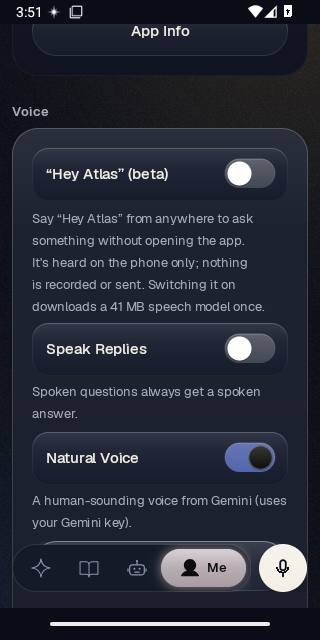 3:51
App Info
Voice
“Hey Atlas” (beta)
Say “Hey Atlas” from anywhere to ask
something without opening the app.
It's heard on the phone only; nothing
is recorded or sent. Switching it on
downloads a 41 MB speech model once.
Speak Replies
Spoken questions always get a spoken
answer.
Natural Voice
A human-sounding voice from Gemini (uses
your Gemini key).
Me